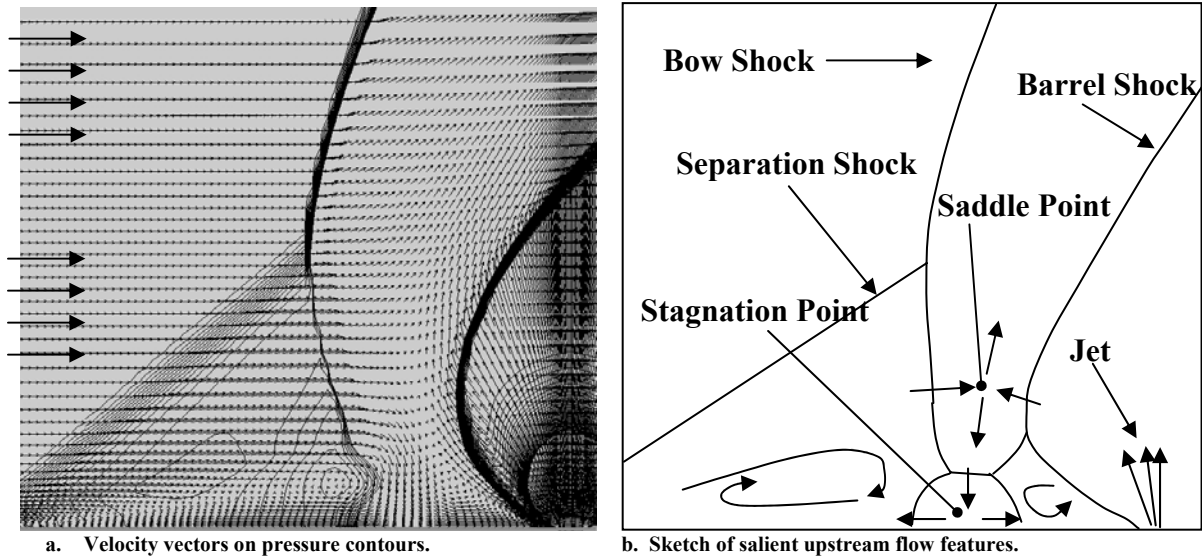 Bow Shock
Barrel Shock
Separation Shock
Saddle Point
Stagnation Point
Jet
a. Velocity vectors on pressure contours.
b. Sketch of salient upstream flow features.